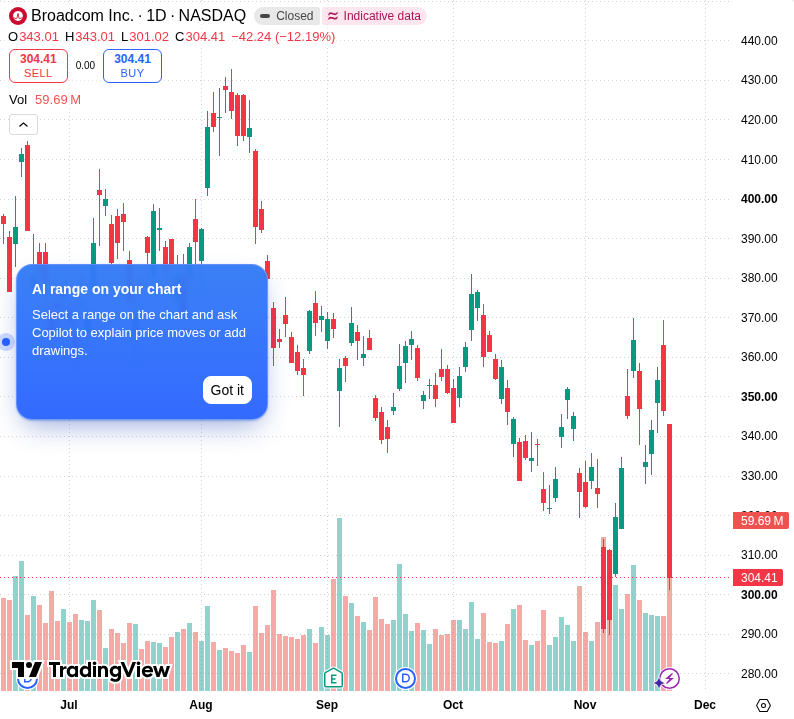 Broadcom Inc. · 1D · NASDAQ Closed Indicative data
O343.01 H343.01 L301.02 C304.41 −42.24 (−12.19%)
304.41
SELL
0.00
304.41
BUY
Vol 59.69 M
440.00
430.00
420.00
410.00
400.00
390.00
380.00
370.00
360.00
350.00
340.00
330.00
59.69 M
310.00
304.41
300.00
290.00
280.00
AI range on your chart
Select a range on the chart and ask
Copilot to explain price moves or add
drawings.
Got it
TradingView
D
E
D
Jul Aug Sep Oct Nov Dec